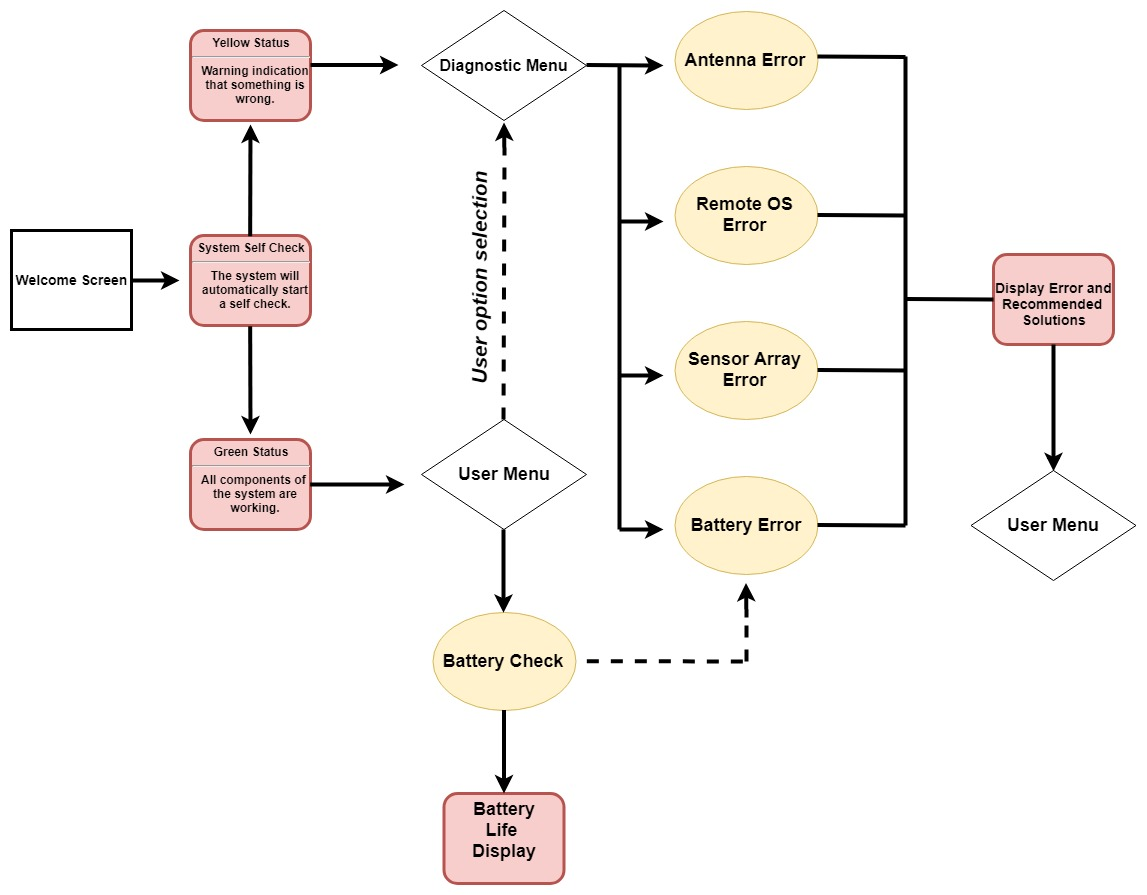 Yellow Status
Warning indication
that something is
wrong.
Diagnostic Menu
Antenna Error
User option selection
Remote OS
Error
Welcome Screen
System Self Check
The system will
automatically start
a self check.
Display Error and
Recommended
Solutions
Sensor Array
Error
Green Status
All components of
the system are
working.
User Menu
Battery Error
User Menu
Battery Check
Battery
Life
Display